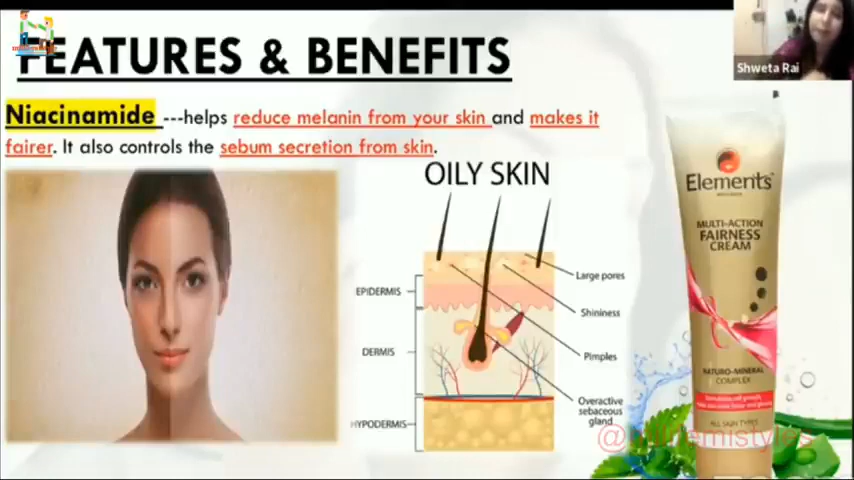 FEATURES & BENEFITS
Shweta Rai
Niacinamide ---helps reduce melanin from your skin and makes it
fairer. It also controls the sebum secretion from skin.
OILY SKIN
Large pores
EPIDERMIS
Shininess
DERMIS
Pimples
Overactive
sebaceous
gland
HYPODERMIS
Elements
MULTI-ACTION
FAIRNESS
CREAM
NATURO-MINERAL
COMPLEX
ALL SKIN TYPES